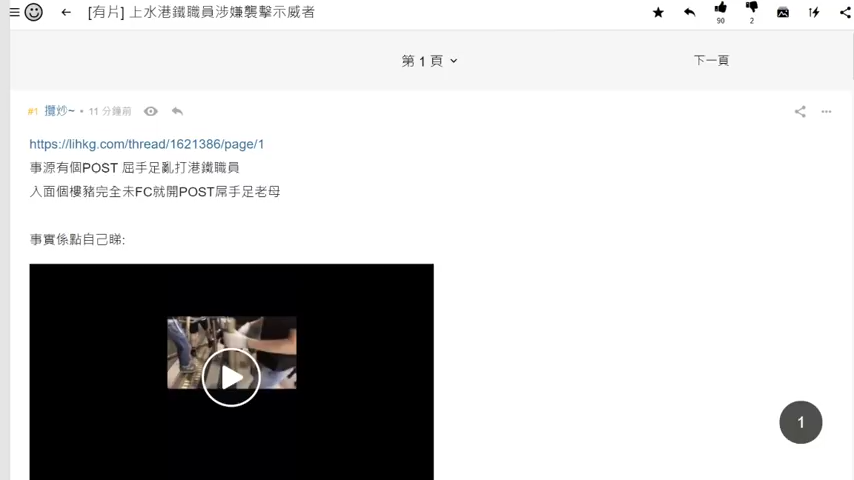 [有片] 上水港鐵職員涉嫌襲擊示威者
90
2
第 1 頁
下一頁
#1 攬炒~ • 11 分鐘前
https://lihkg.com/thread/1621386/page/1
事源有個POST 屈手足亂打港鐵職員
入面個樓豬完全未FC就開POST屌手足老母
事實係點自己睇:
1